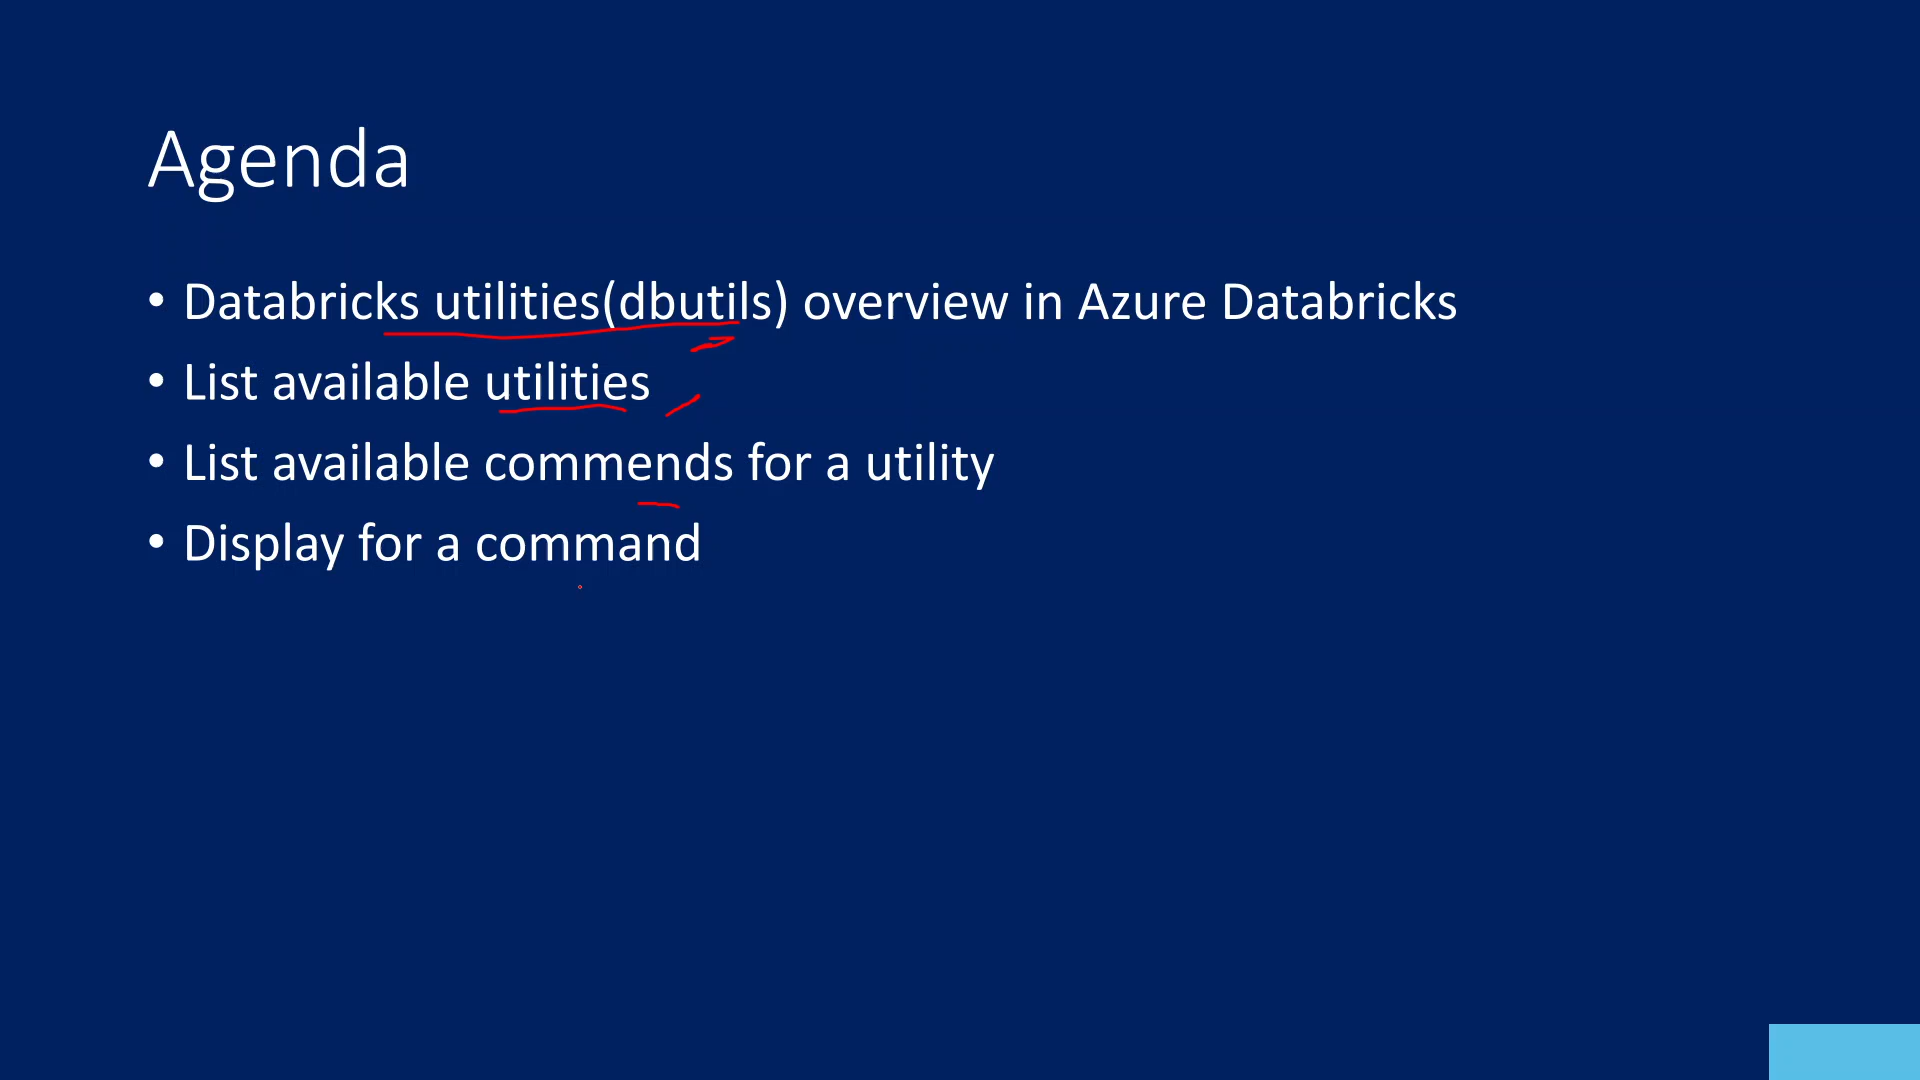 Agenda
• Databricks utilities(dbutils) overview in Azure Databricks
• List available utilities
• List available commends for a utility
• Display for a command